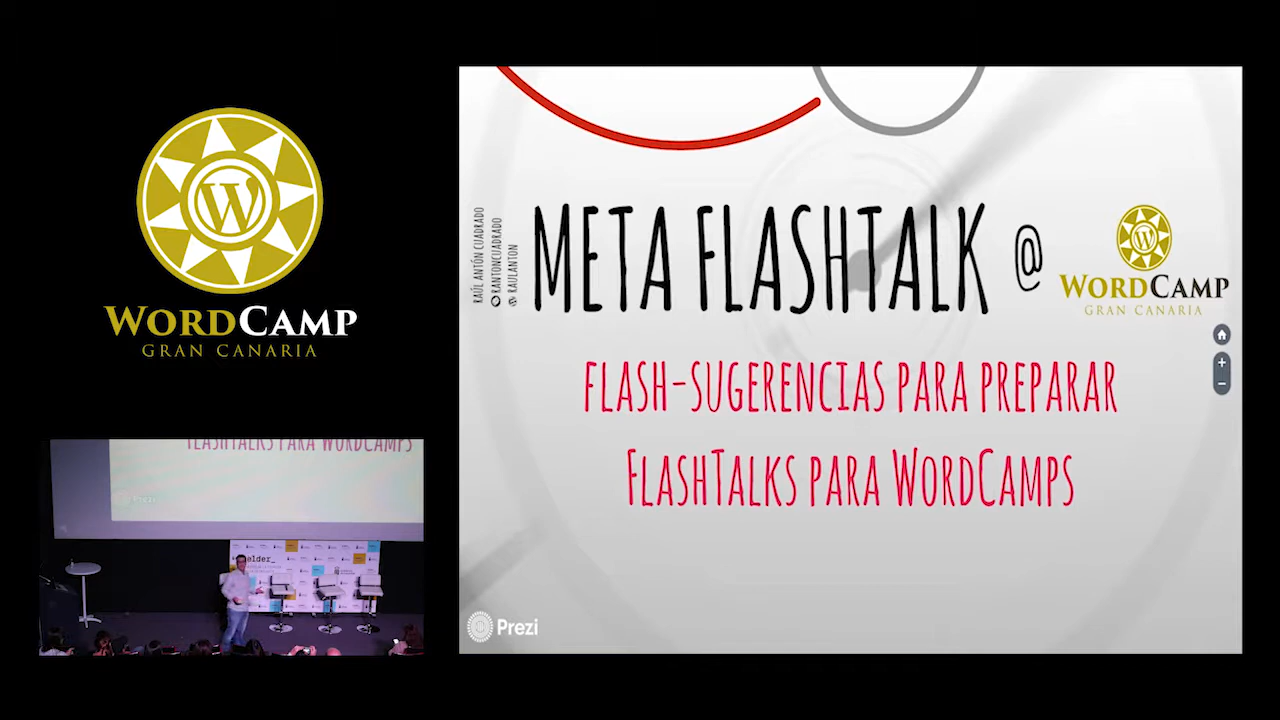 WORDCAMP
GRAN CANARIA
FLASHTALKS PARA WORDCAMPS
Prezi
elder_
RAÚL ANTÓN CUADRADO
RANTONCUADRADO
RAULANTON
META FLASHTALK @
WORDCAMP
GRAN CANARIA
FLASH-SUGERENCIAS PARA PREPARAR
FLASHTALKS PARA WORDCAMPS
Prezi